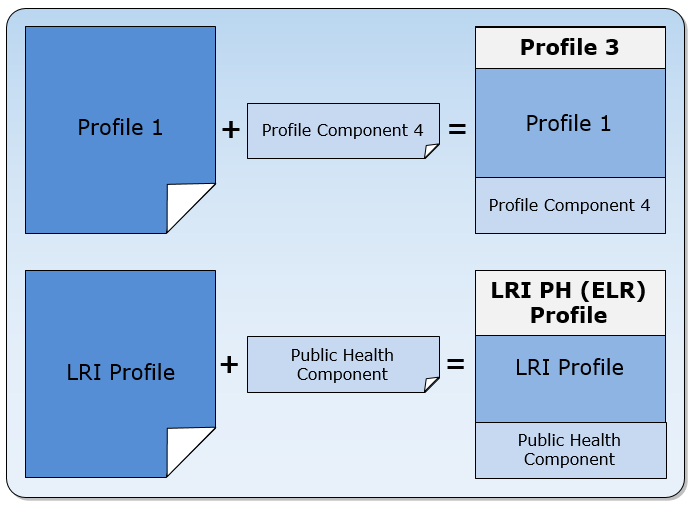 Profile 1
+
Profile Component 4
=
Profile 3
Profile 1
Profile Component 4
LRI Profile
+
Public Health
Component
=
LRI PH (ELR)
Profile
LRI Profile
Public Health
Component